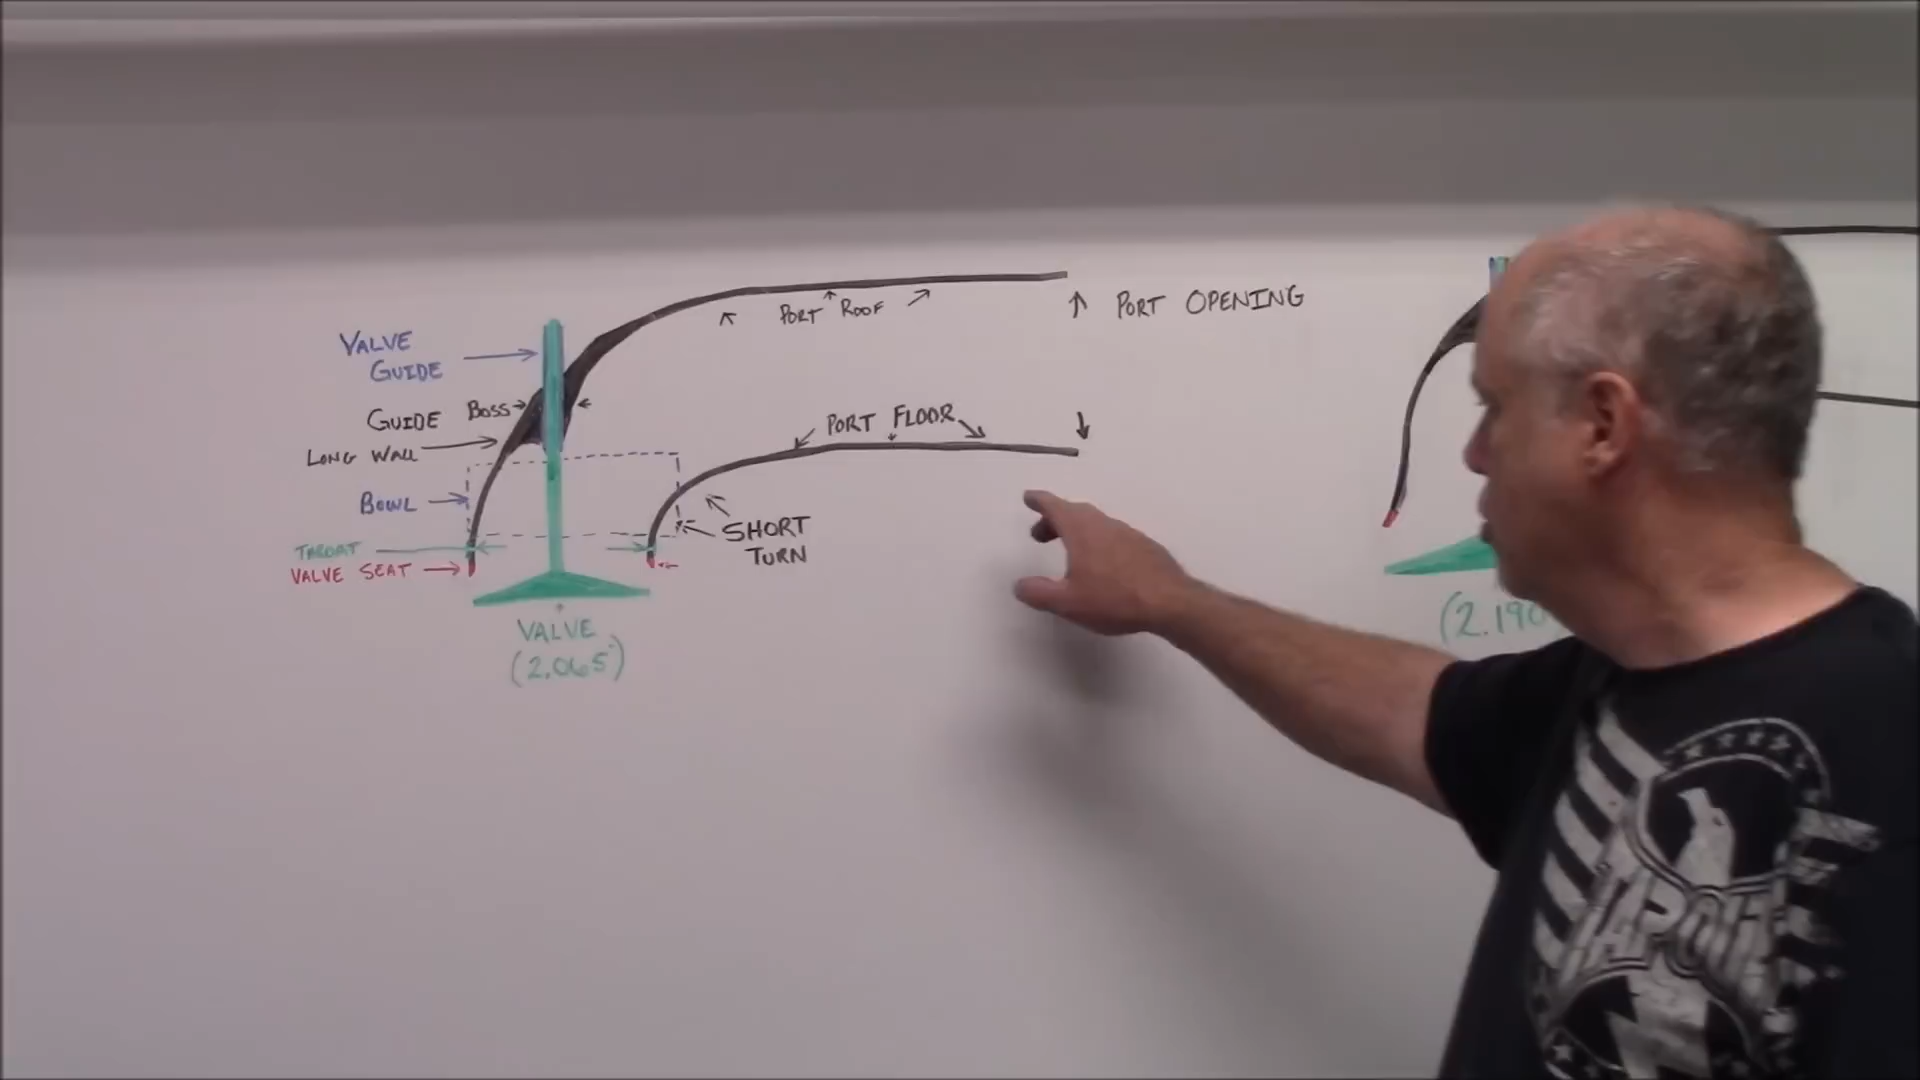 PORT ROOF
PORT OPENING
VALVE
GUIDE
GUIDE BOSS
LONG WALL
PORT FLOOR
BOWL
SHORT
TURN
THROAT
VALVE SEAT
VALVE
(2.065")
(2.190
TAPOUT